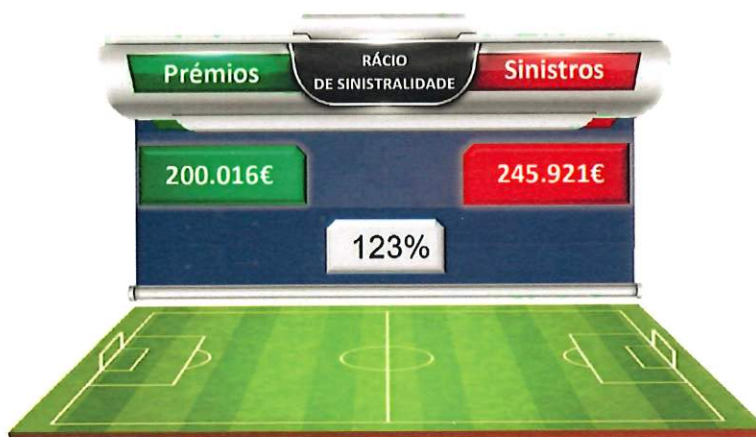 Prémios
RÁCIO
DE SINISTRALIDADE
Sinistros
200.016€
245.921€
123%